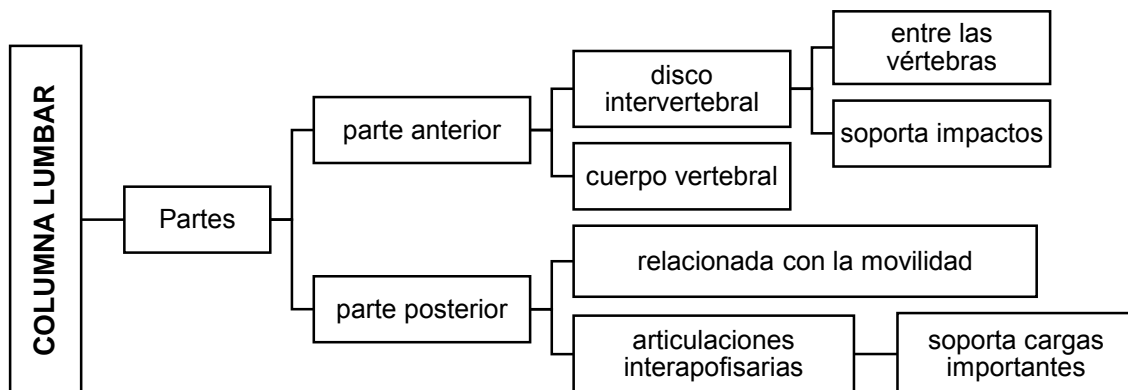 COLUMNA LUMBAR
Partes
parte anterior
disco
intervertebral
entre las
vértebras
soporta impactos
cuerpo vertebral
parte posterior
relacionada con la movilidad
articulaciones
interapofisarias
soporta cargas
importantes